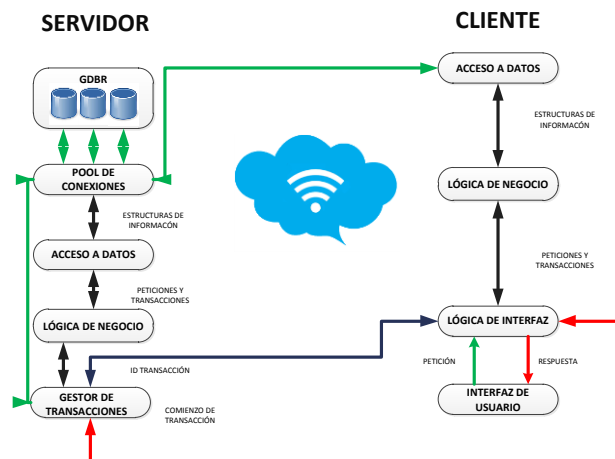 SERVIDOR
CLIENTE
GDBR
POOL DE
CONEXIONES
ESTRUCTURAS DE
INFORMACÓN
ACCESO A DATOS
PETICIONES Y
TRANSACCIONES
LÓGICA DE NEGOCIO
ID TRANSACCIÓN
GESTOR DE
TRANSACCIONES
COMIENZO DE
TRANSACCIÓN
ACCESO A DATOS
ESTRUCTURAS DE
INFORMACÓN
LÓGICA DE NEGOCIO
PETICIONES Y
TRANSACCIONES
LÓGICA DE INTERFAZ
PETICIÓN
RESPUESTA
INTERFAZ DE
USUARIO